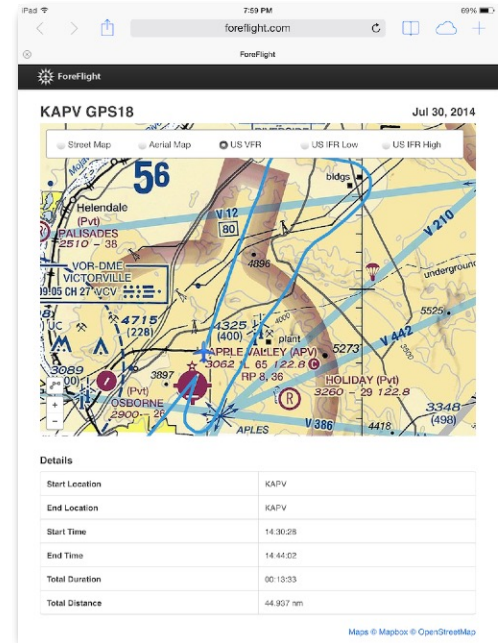 iPad 7:59 PM 69%
foreflight.com
ForeFlight
ForeFlight
KAPV GPS18 Jul 30, 2014
Street Map Aerial Map US VFR US IFR Low US IFR High
56
bldgs
Helendale
(Pvt)
PALISADES
2510 - 38
V 12
80
V 210
4896
VOR-DME
VICTORVILLE
CH 27 VCV
underground
4715
(228)
4325
(400)
4000
plant
5525
V 442
APPLE VALLEY (APV)
3062 L 65 122.8 C
RP 8, 36
5273
3500
3089
3897
(Pvt)
OSBORNE
2900 - 26
R
HOLIDAY (Pvt)
3260 - 29 122.8
3348
(498)
APLES
V 386
4418
Details
Start Location KAPV
End Location KAPV
Start Time 14:30:28
End Time 14:44:02
Total Duration 00:13:33
Total Distance 44.937 nm
Maps © Mapbox © OpenStreetMap